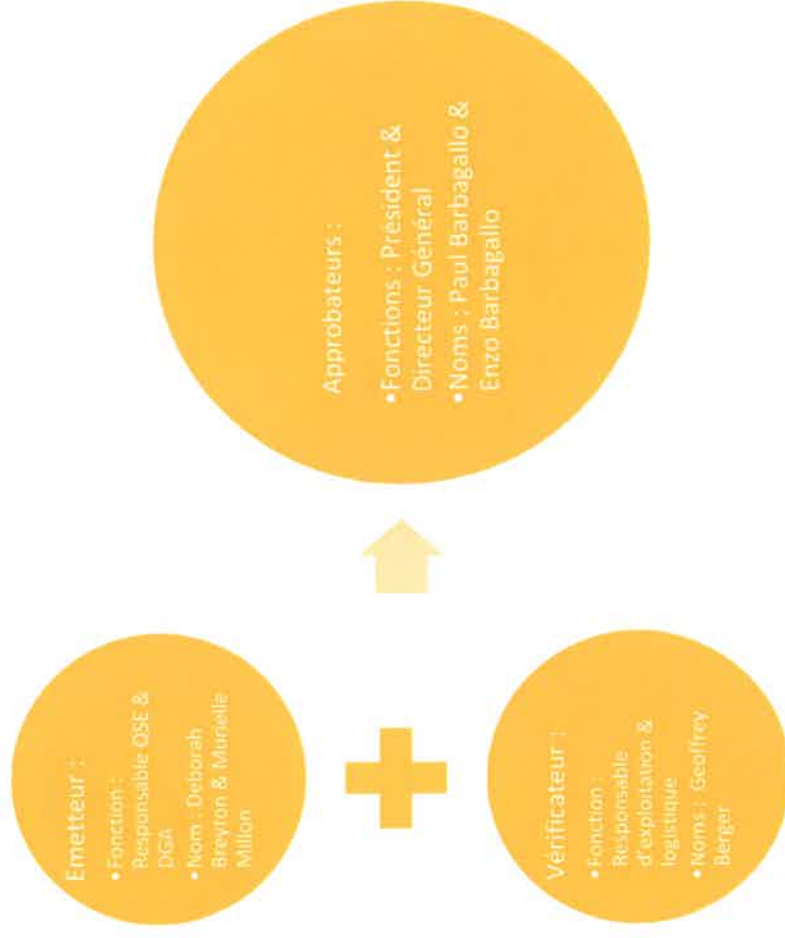 Emetteur :
•Fonction :
Responsable QSE &
DGA
•Nom : Deborah
Breyron & Murielle
Millon
Vérificateur :
•Fonction :
Responsable
d'exploitation &
logistique
•Noms : Geoffrey
Berger
Approbateurs :
•Fonctions : Président &
Directeur Général
•Noms : Paul Barbagallo &
Enzo Barbagallo